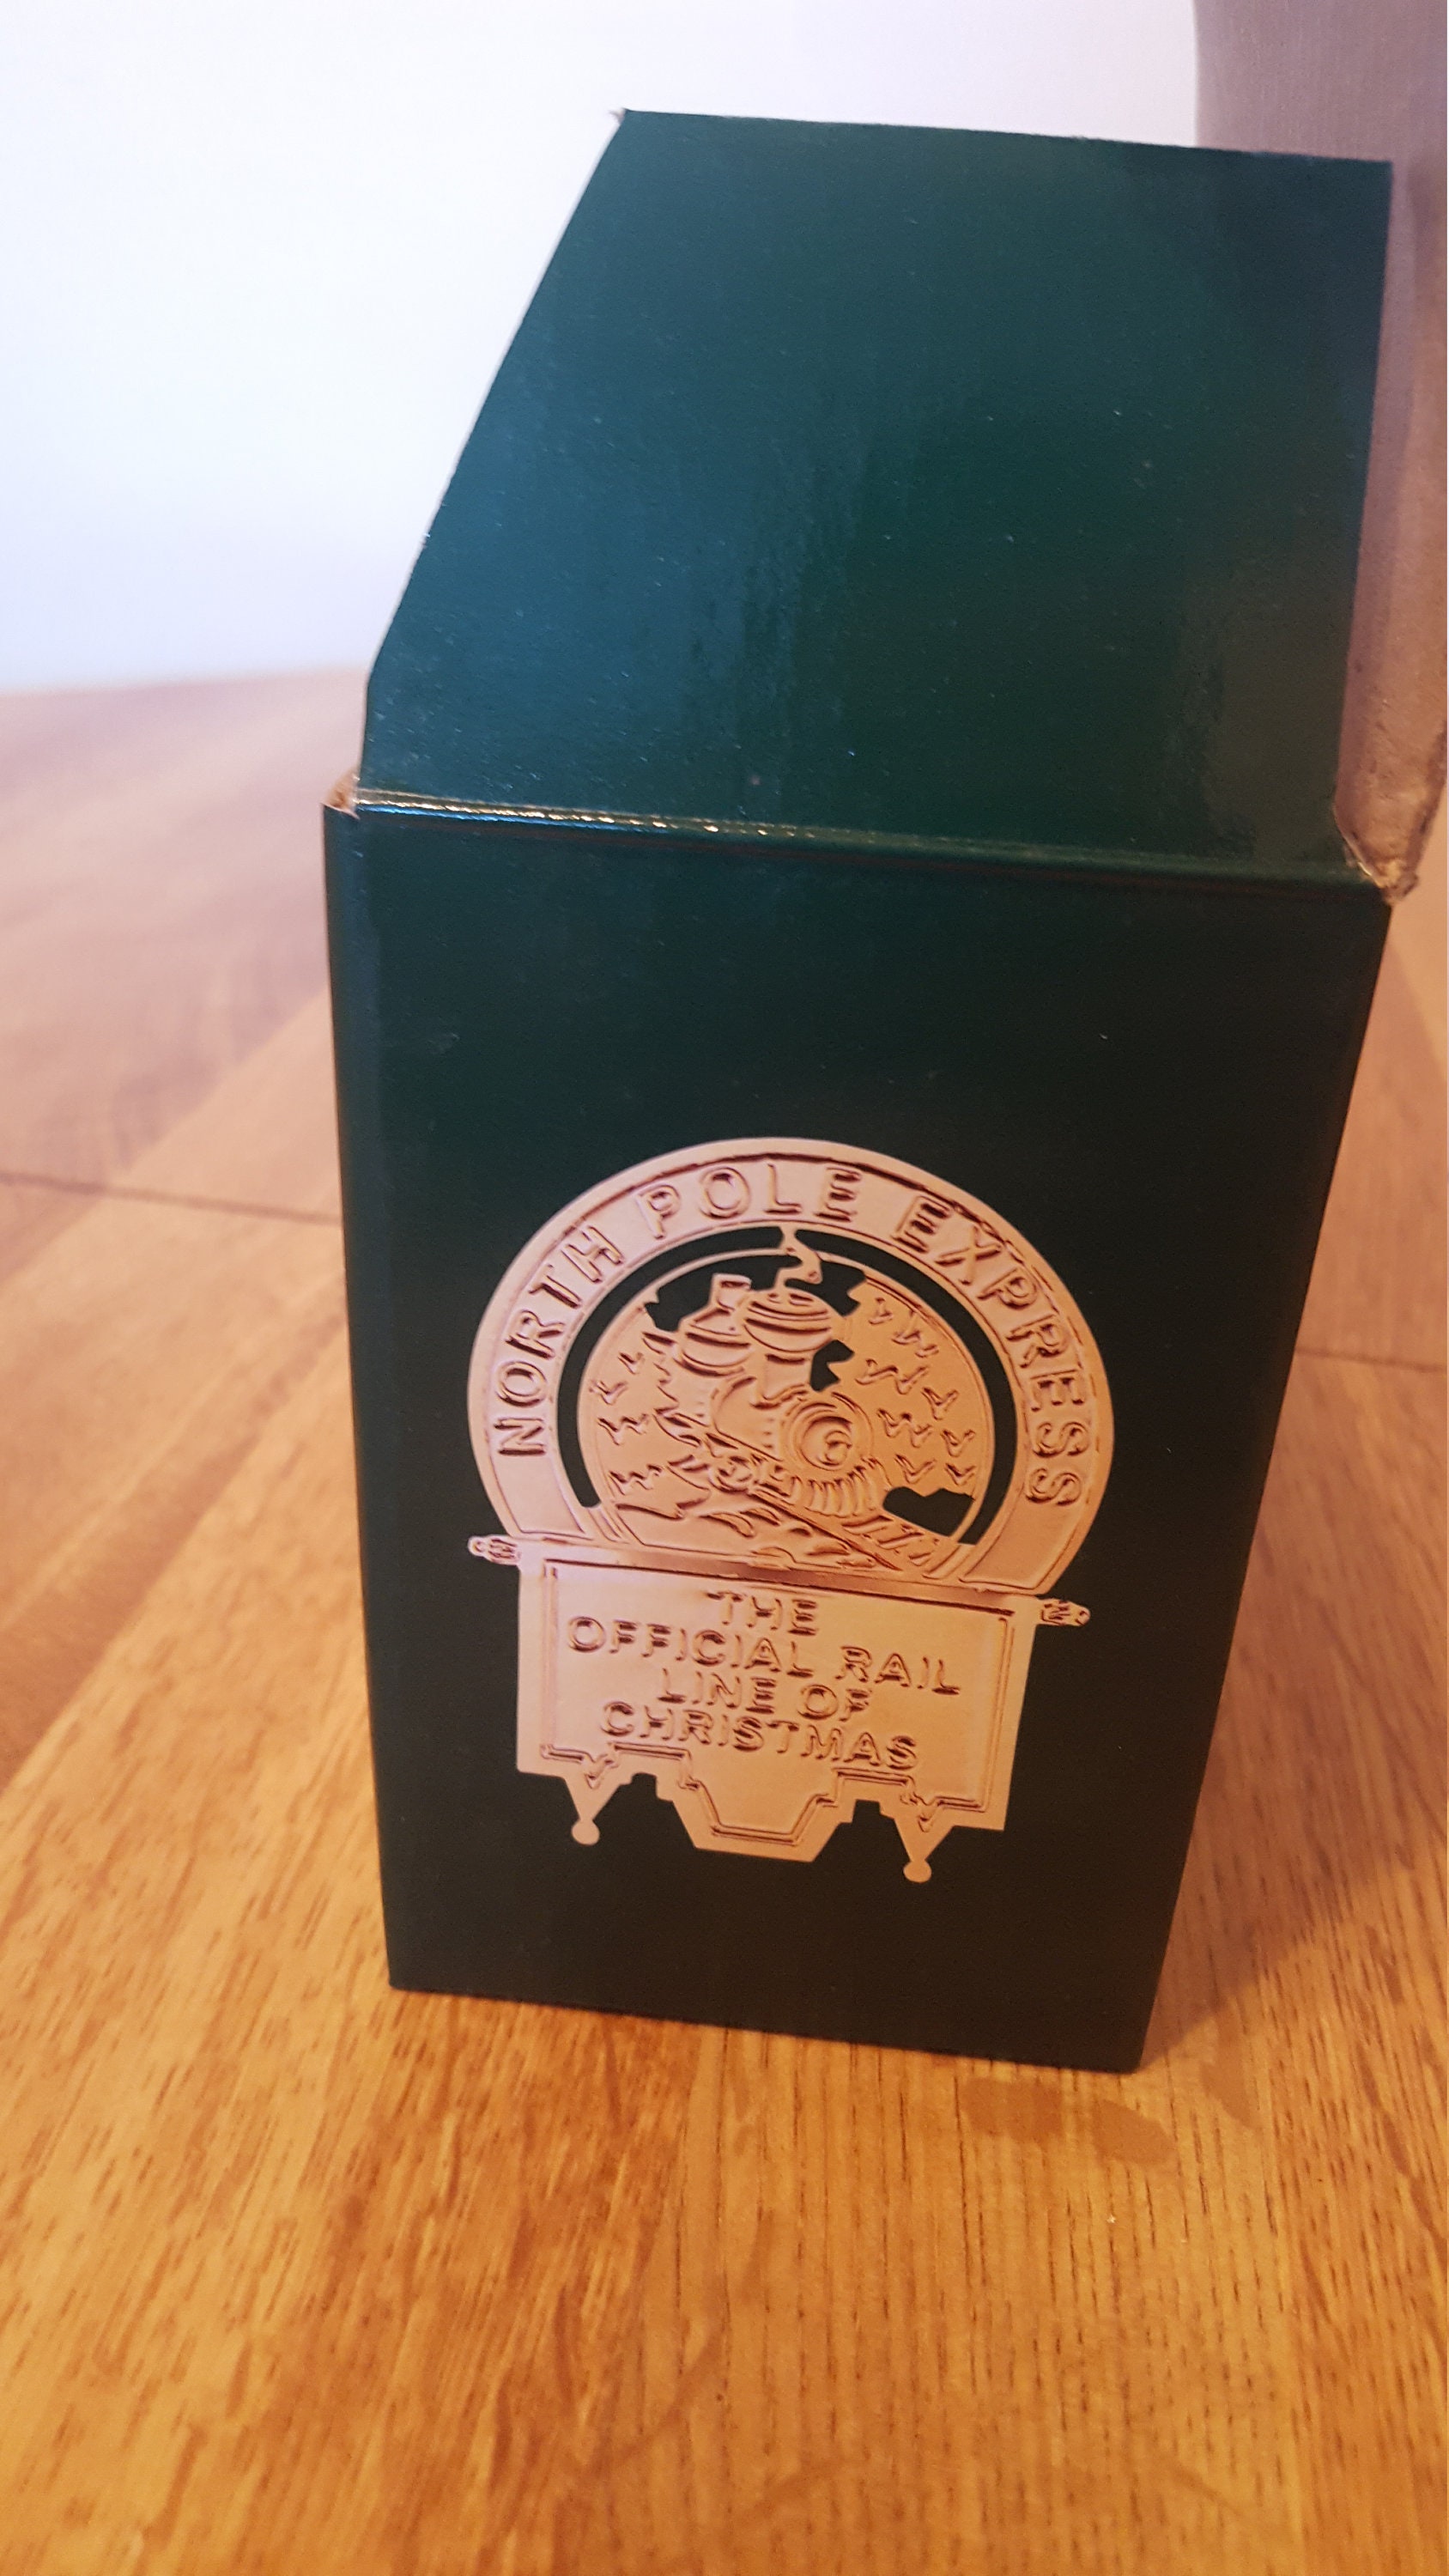 NORTH POLE EXPRESS
THE
OFFICIAL RAIL
LINE OF
CHRISTMAS